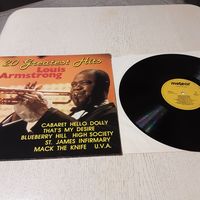 20 Greatest Hits
Louis
Armstrong
CABARET HELLO DOLLY
THAT'S MY DESIRE
BLUEBERRY HILL HIGH SOCIETY
ST. JAMES INFIRMARY
MACK THE KNIFE U.V.A.
meteor